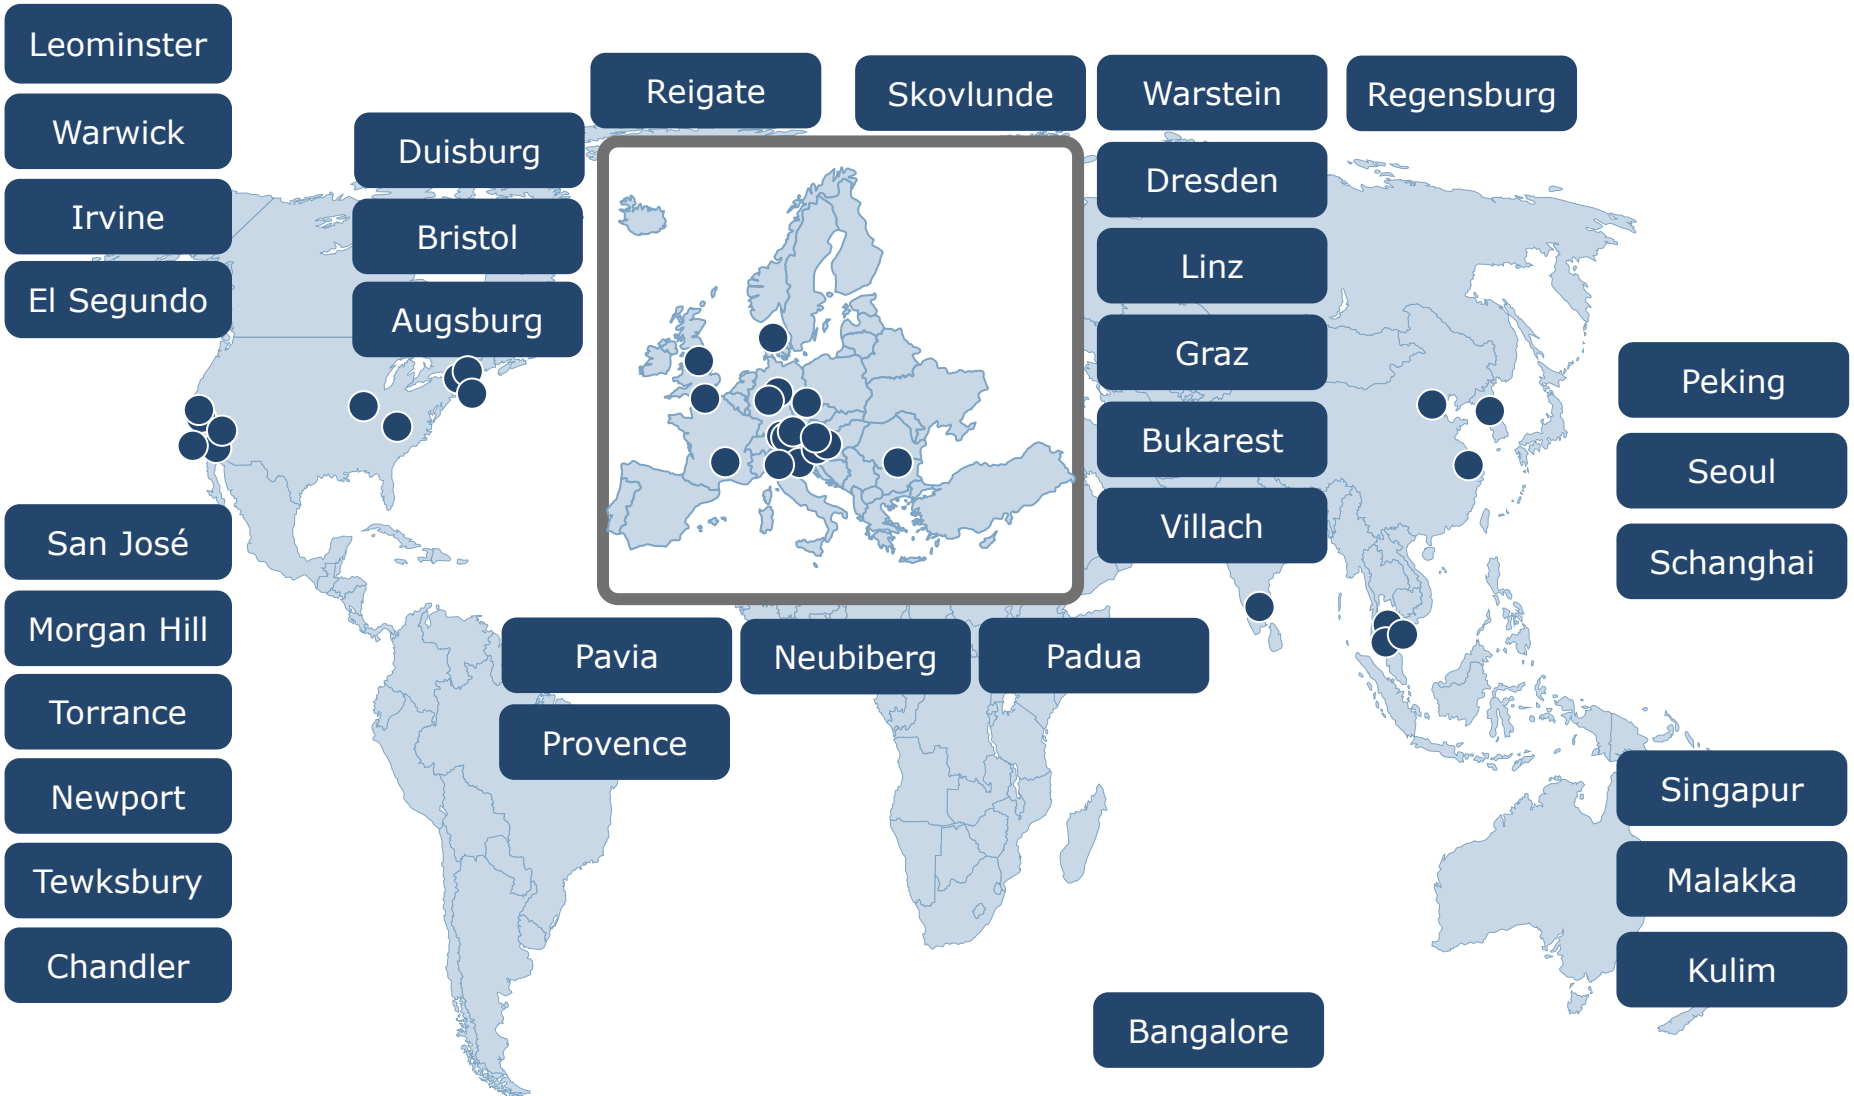 Leominster
Warwick
Irvine
El Segundo
Duisburg
Bristol
Augsburg
Reigate
Skovlunde
Warstein
Regensburg
Dresden
Linz
Graz
Bukarest
Villach
Peking
Seoul
Schanghai
San José
Morgan Hill
Torrance
Newport
Tewksbury
Chandler
Pavia
Neubiberg
Padua
Provence
Singapur
Malakka
Kulim
Bangalore